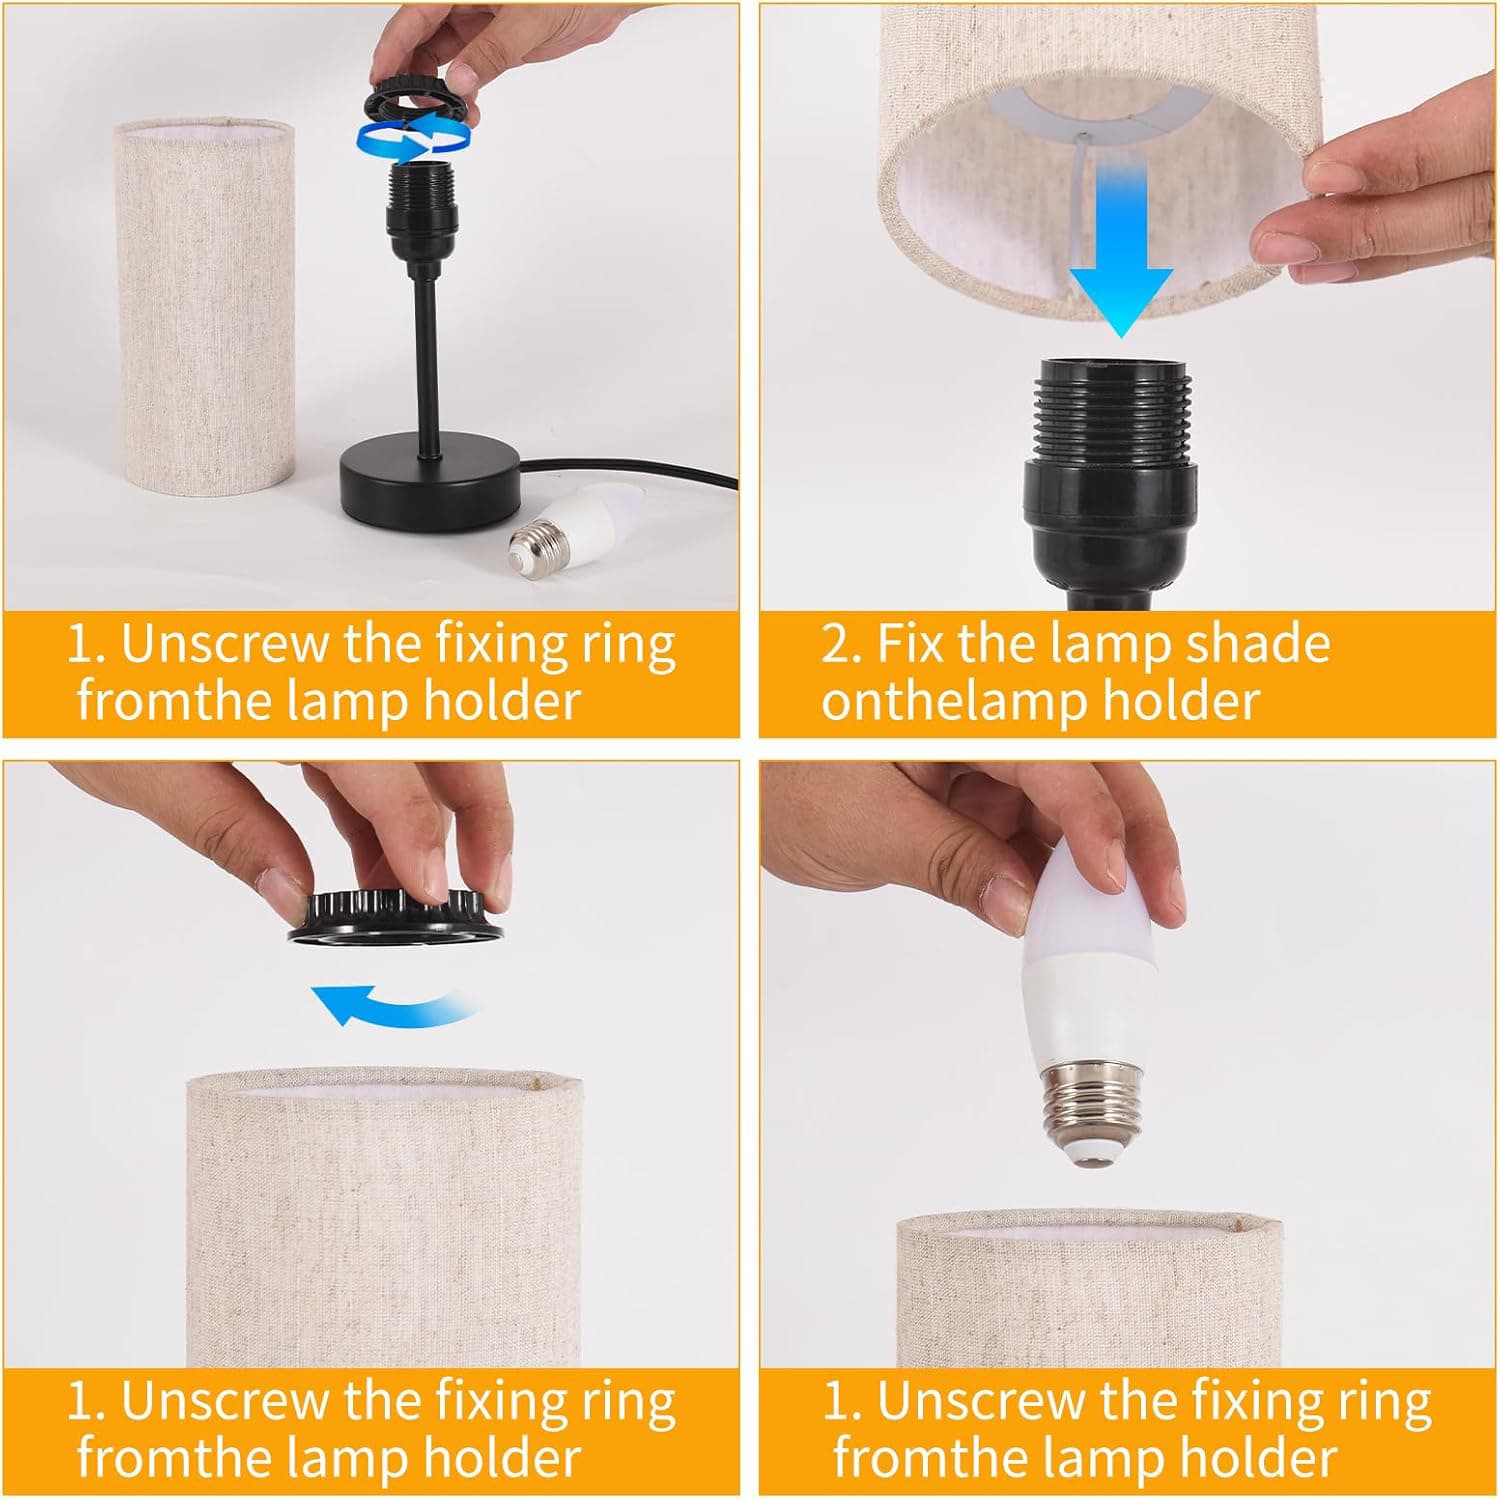 1. Unscrew the fixing ring
fromthe lamp holder
2. Fix the lamp shade
onthelamp holder
1. Unscrew the fixing ring
fromthe lamp holder
1. Unscrew the fixing ring
fromthe lamp holder